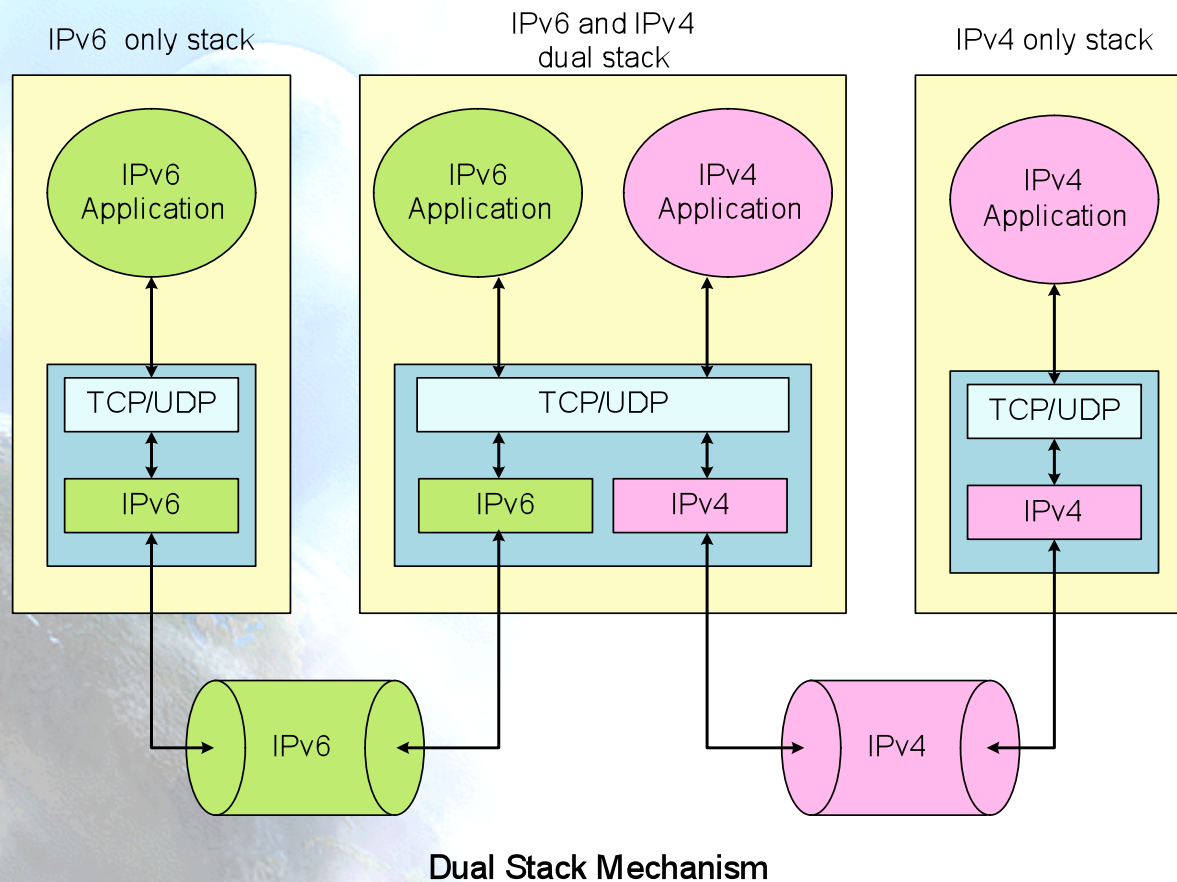 IPv6 only stack
IPv6 and IPv4
dual stack
IPv4 only stack
IPv6
Application
IPv6
Application
IPv4
Application
IPv4
Application
TCP/UDP
TCP/UDP
TCP/UDP
IPv6
IPv6
IPv4
IPv4
IPv6
IPv4
Dual Stack Mechanism